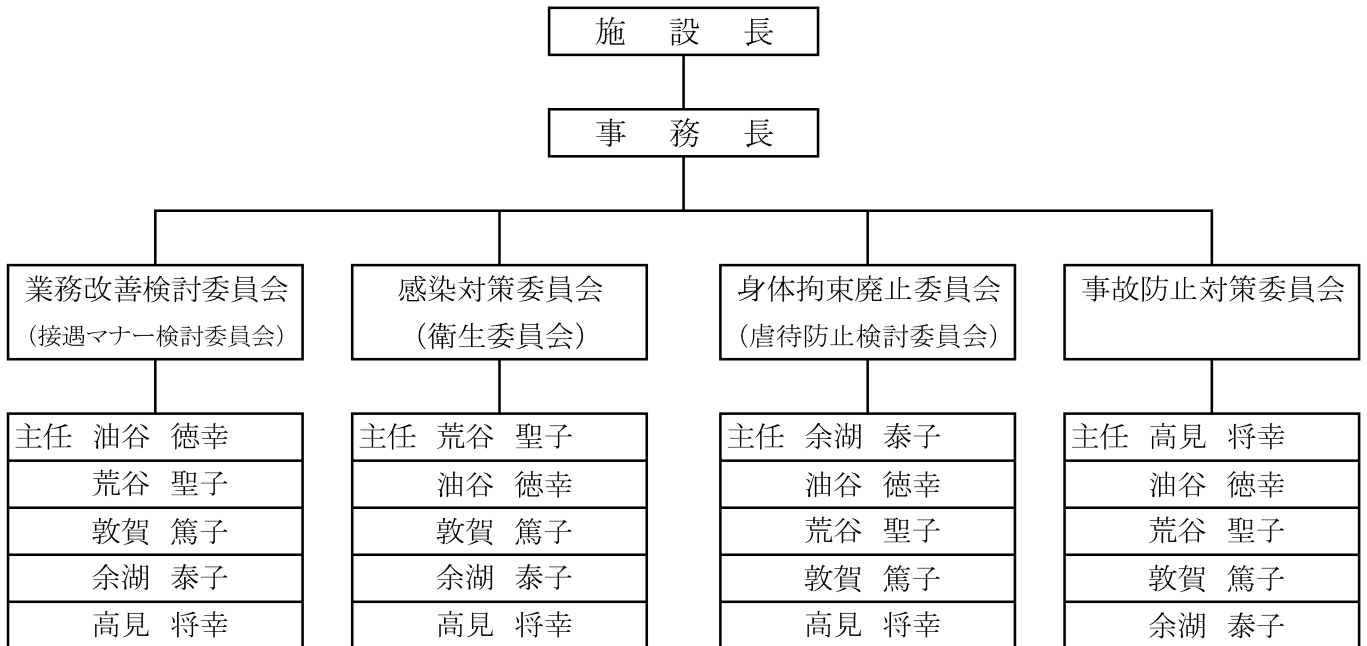 施 設 長
事 務 長
業務改善検討委員会
（接遇マナー検討委員会）
感染対策委員会
（衛生委員会）
身体拘束廃止委員会
（虐待防止検討委員会）
事故防止対策委員会
主任 油谷 徳幸
荒谷 聖子
敦賀 篤子
余湖 泰子
高見 将幸
主任 荒谷 聖子
油谷 徳幸
敦賀 篤子
余湖 泰子
高見 将幸
主任 余湖 泰子
油谷 徳幸
荒谷 聖子
敦賀 篤子
高見 将幸
主任 高見 将幸
油谷 徳幸
荒谷 聖子
敦賀 篤子
余湖 泰子